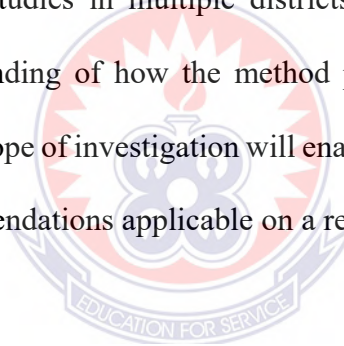 studies in multiple districts
nding of how the method
ope of investigation will ena
endations applicable on a re
EDUCATION FOR SERVICE